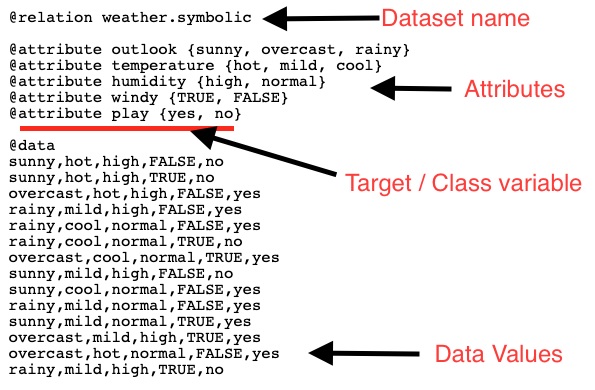 @relation weather.symbolic
Dataset name
@attribute outlook {sunny, overcast, rainy}
@attribute temperature {hot, mild, cool}
@attribute humidity {high, normal}
@attribute windy {TRUE, FALSE}
@attribute play {yes, no}
Attributes
Target / Class variable
@data
sunny,hot,high,FALSE,no
sunny,hot,high,TRUE,no
overcast,hot,high,FALSE,yes
rainy,mild,high,FALSE,yes
rainy,cool,normal,FALSE,yes
rainy,cool,normal,TRUE,no
overcast,cool,normal,TRUE,yes
sunny,mild,high,FALSE,no
sunny,cool,normal,FALSE,yes
rainy,mild,normal,FALSE,yes
sunny,mild,normal,TRUE,yes
overcast,mild,high,TRUE,yes
overcast,hot,normal,FALSE,yes
rainy,mild,high,TRUE,no
Data Values